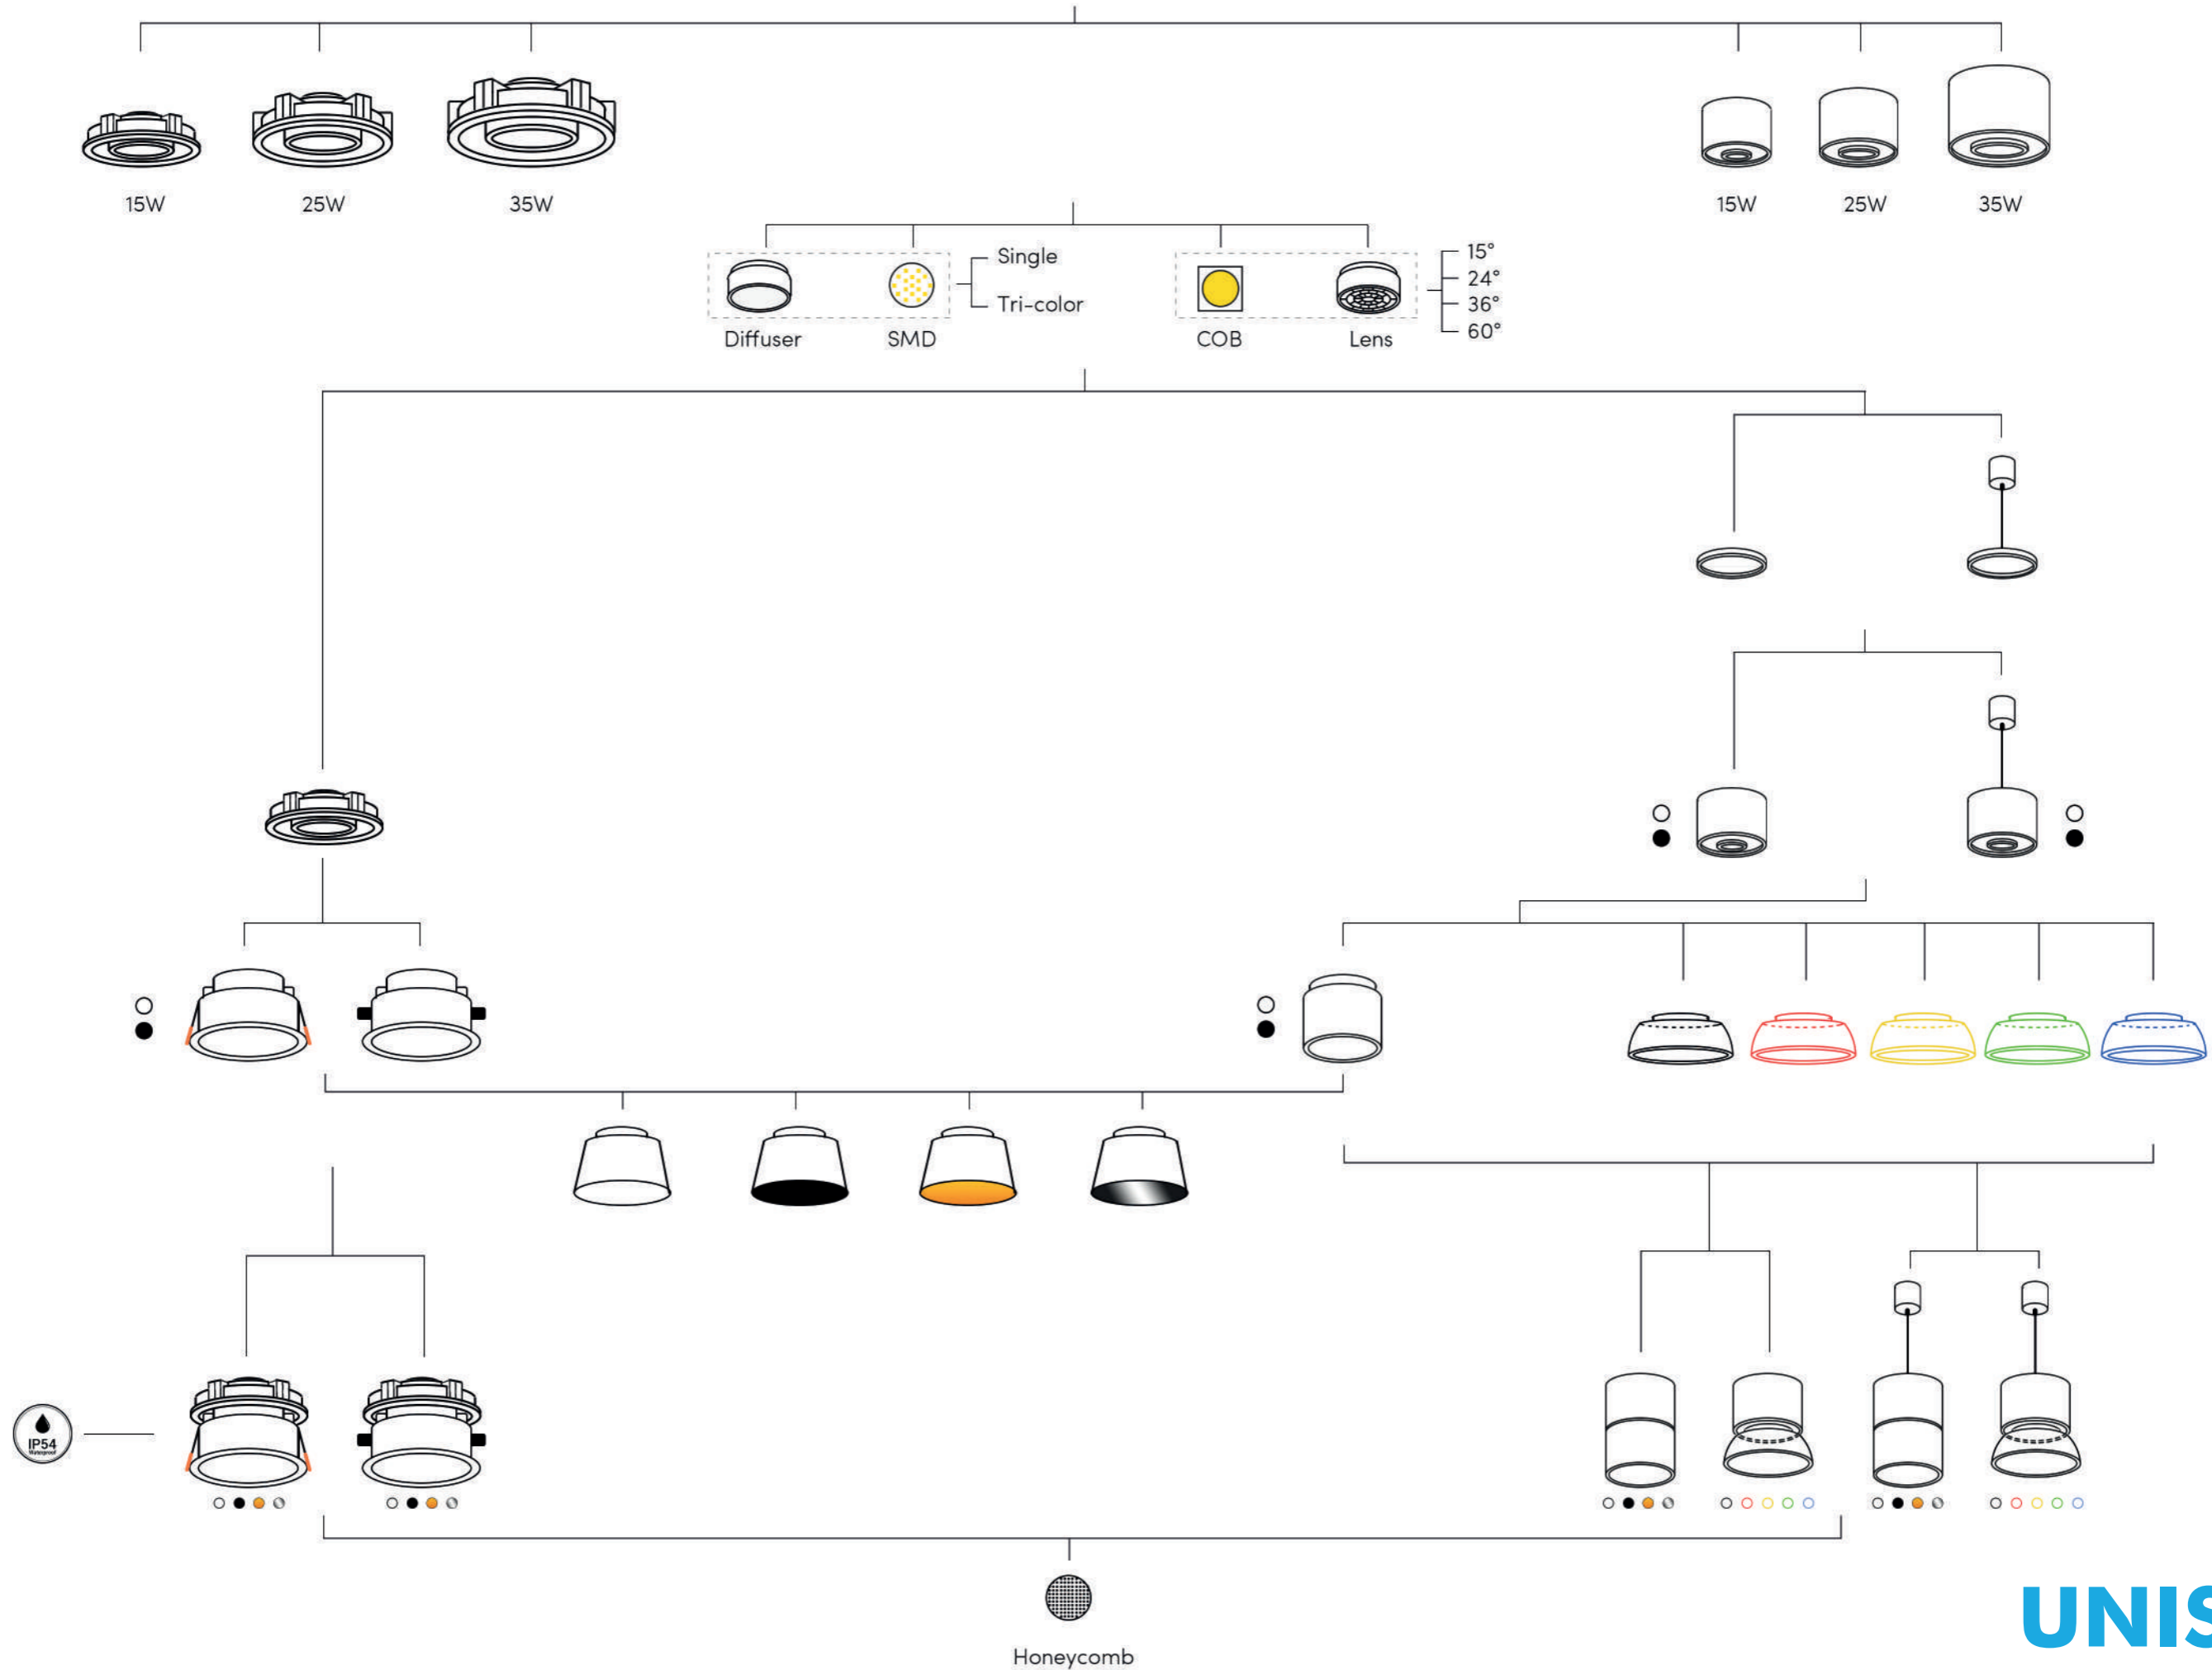 15W
25W
35W
15W
25W
35W
Single
Tri-color
15°
24°
36°
60°
Diffuser
SMD
COB
Lens
IP54
Waterproof
Honeycomb
UNIS